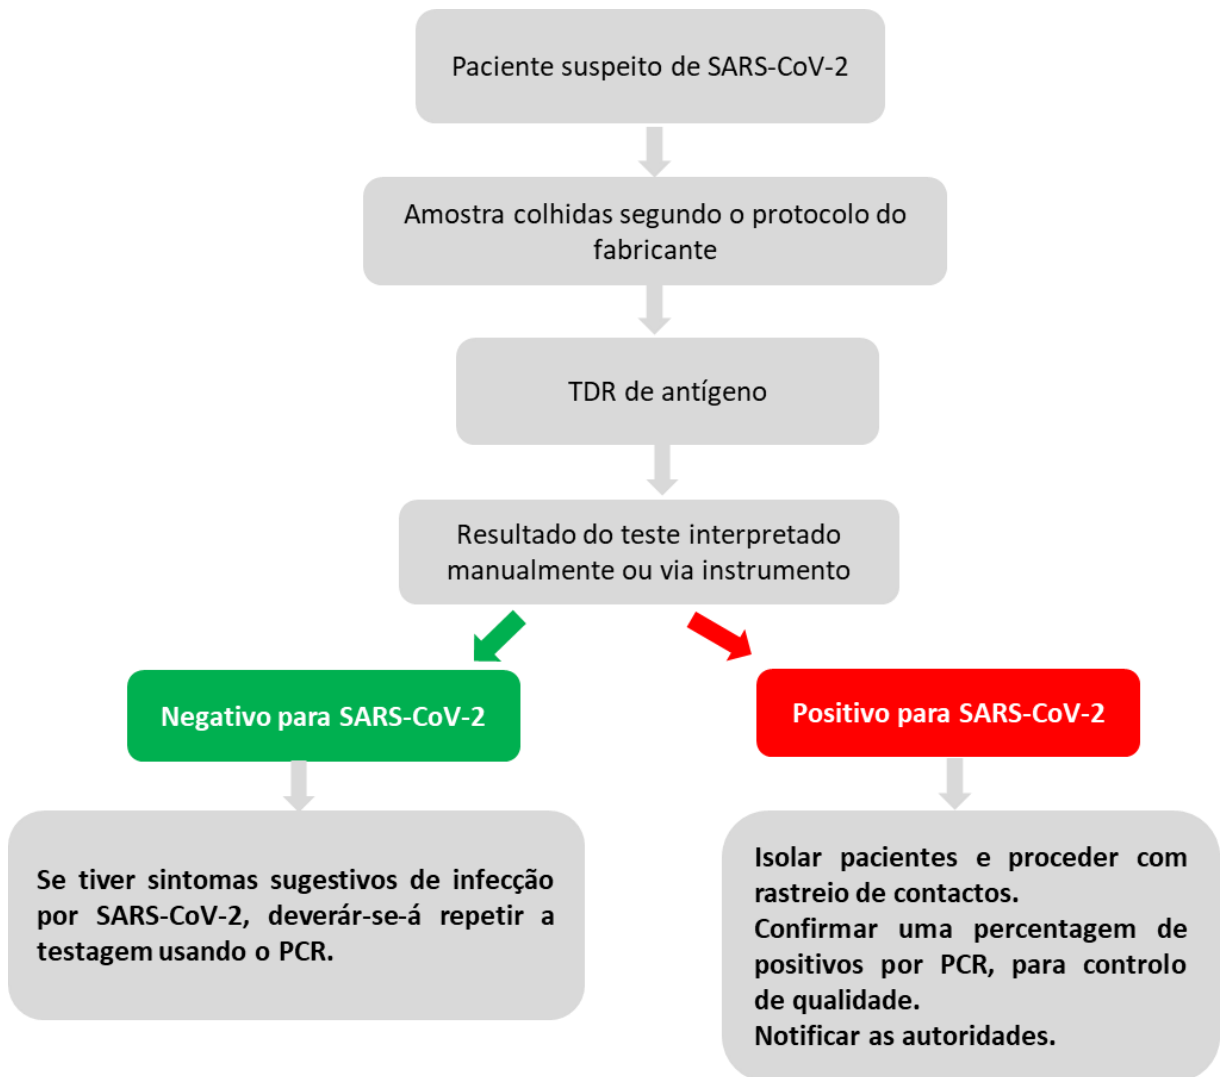 Paciente suspeito de SARS-CoV-2
Amostra colhidas segundo o protocolo do
fabricante
TDR de antígeno
Resultado do teste interpretado
manualmente ou via instrumento
Negativo para SARS-CoV-2
Positivo para SARS-CoV-2
Se tiver sintomas sugestivos de infecção
por SARS-CoV-2, deverár-se-á repetir a
testagem usando o PCR.
Isolar pacientes e proceder com
rastreio de contactos.
Confirmar uma percentagem de
positivos por PCR, para controlo
de qualidade.
Notificar as autoridades.